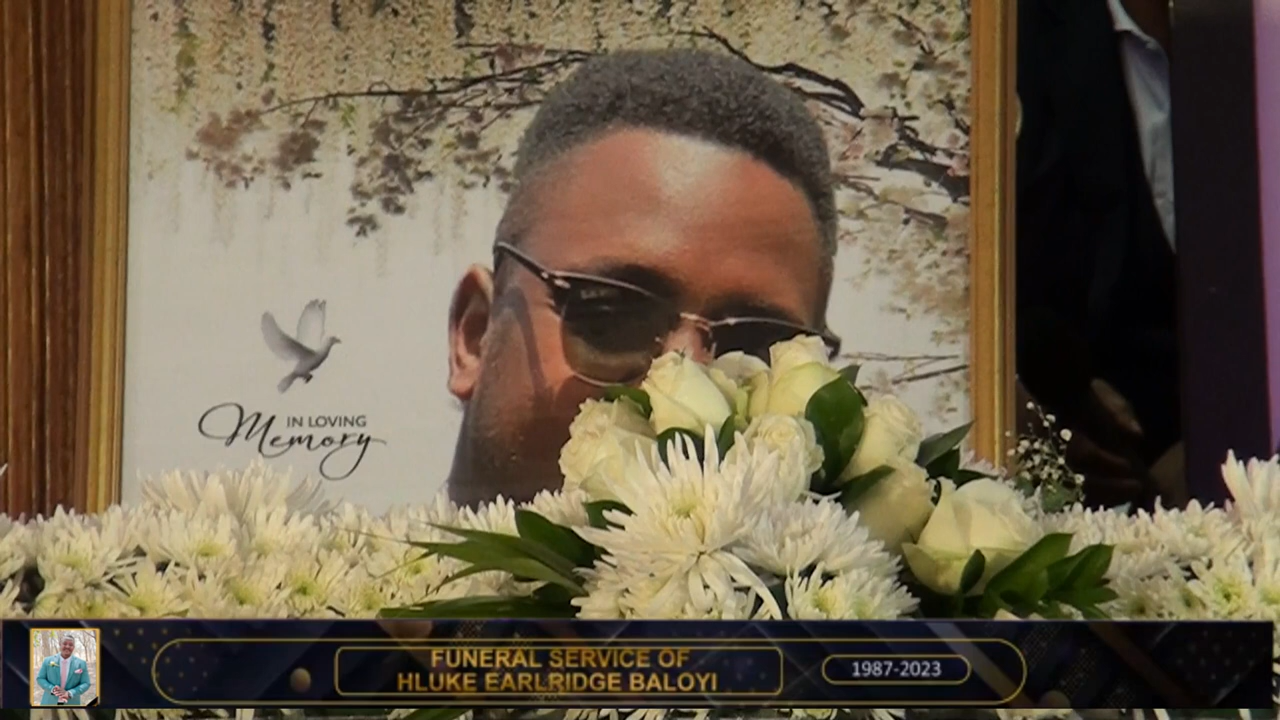 IN LOVING
Memory
FUNERAL SERVICE OF
HLUKE EARLRIDGE BALOYI
1987-2023